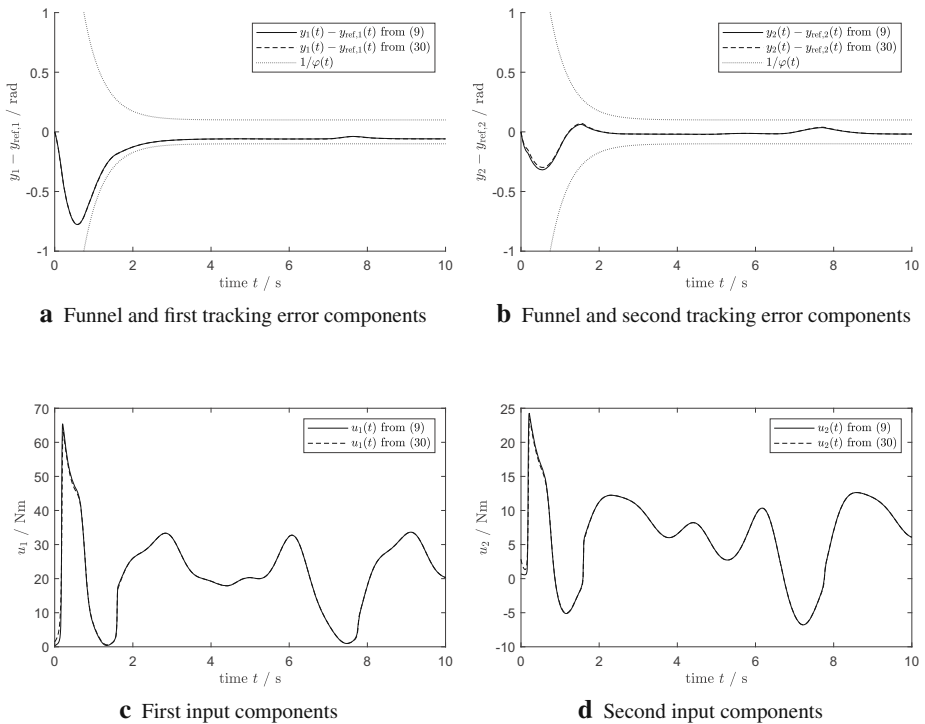 1
0.5
0
-0.5
-1
y₁ − y_ref,1 / rad
y₁(t) − y_ref,1(t) from (9)
y₁(t) − y_ref,1(t) from (30)
1/φ(t)
0 2 4 6 8 10
time t / s
a Funnel and first tracking error components
1
0.5
0
-0.5
-1
y₂ − y_ref,2 / rad
y₂(t) − y_ref,2(t) from (9)
y₂(t) − y_ref,2(t) from (30)
1/φ(t)
0 2 4 6 8 10
time t / s
b Funnel and second tracking error components
70
60
50
40
30
20
10
0
u₁ / Nm
u₁(t) from (9)
u₁(t) from (30)
0 2 4 6 8 10
time t / s
c First input components
25
20
15
10
5
0
-5
-10
u₂ / Nm
u₂(t) from (9)
u₂(t) from (30)
0 2 4 6 8 10
time t / s
d Second input components